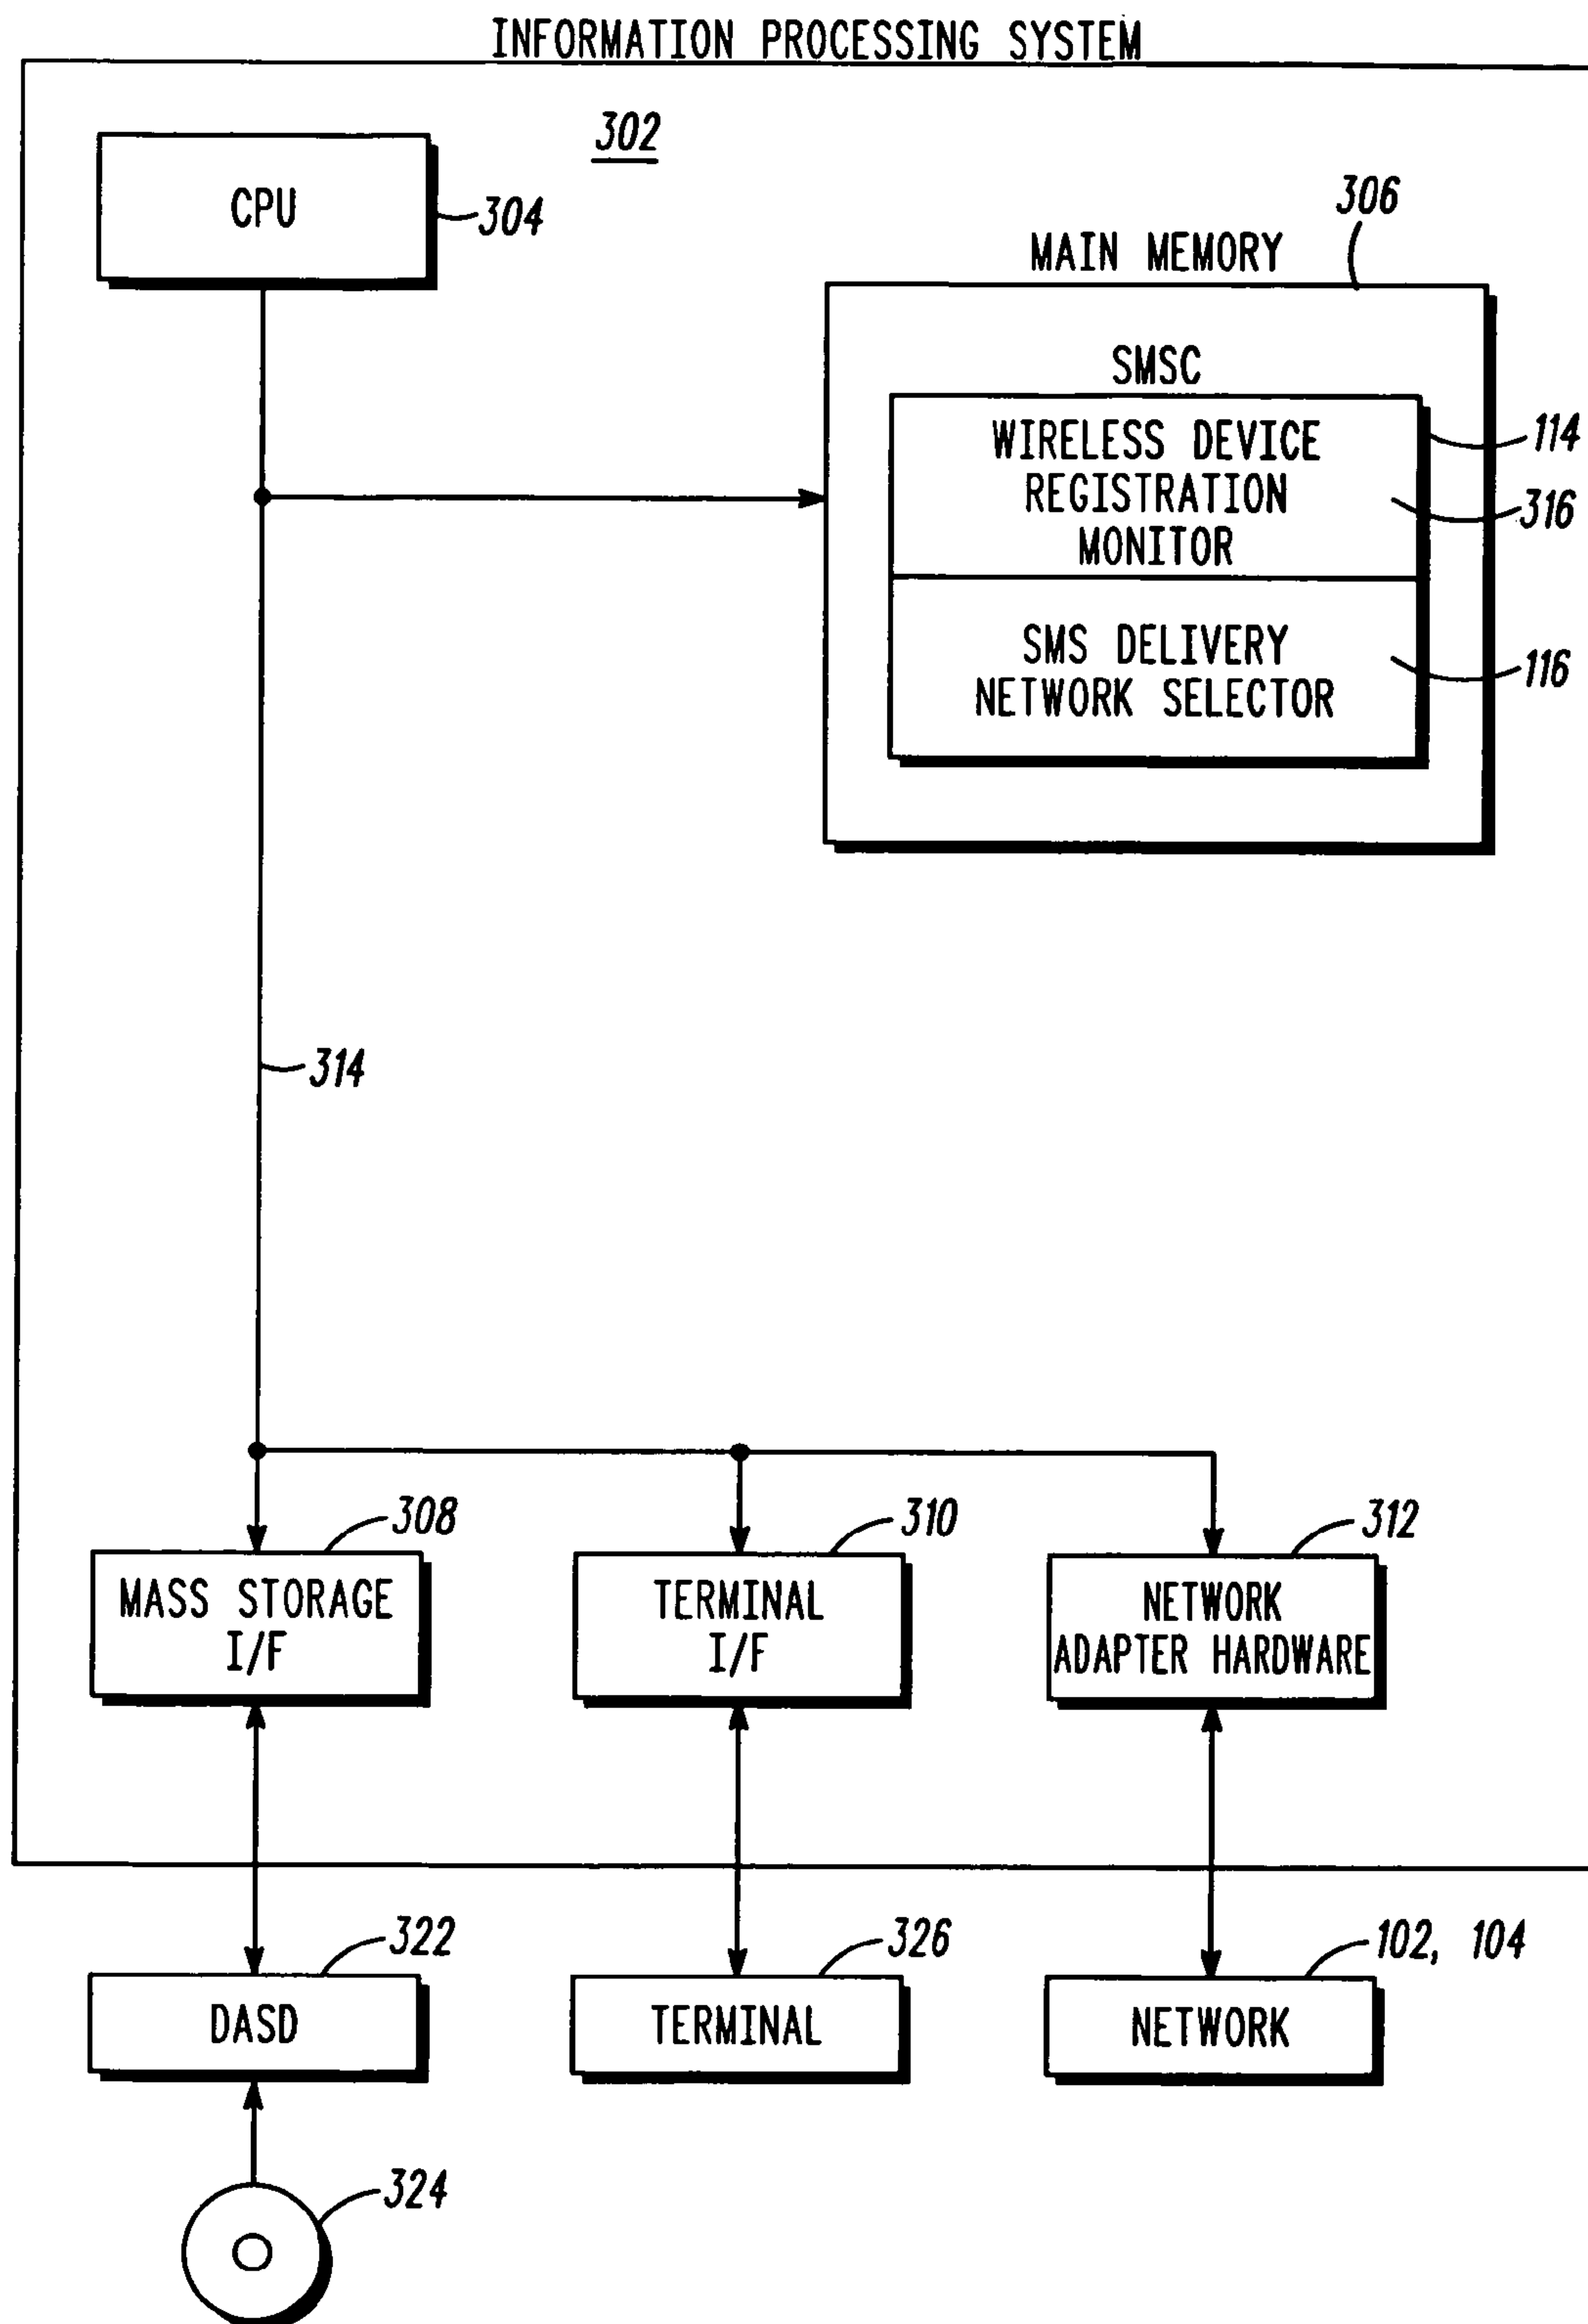 INFORMATION PROCESSING SYSTEM
302
CPU
304
306
MAIN MEMORY
SMSC
WIRELESS DEVICE
REGISTRATION
MONITOR
114
316
SMS DELIVERY
NETWORK SELECTOR
116
314
308
310
312
MASS STORAGE
I/F
TERMINAL
I/F
NETWORK
ADAPTER HARDWARE
322
326
102, 104
DASD
TERMINAL
NETWORK
324